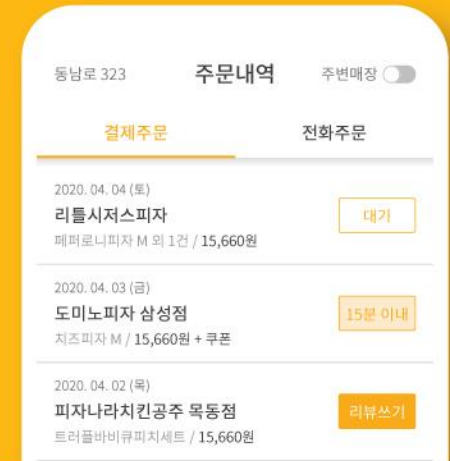 동남로 323 주문내역 주변매장
결제주문 전화주문
2020. 04. 04 (토)
리틀시저스피자
페퍼로니피자 M 외 1건 / 15,660원
대기
2020. 04. 03 (금)
도미노피자 삼성점
치즈피자 M / 15,660원 + 쿠폰
15분 이내
2020. 04. 02 (목)
피자나라치킨공주 목동점
트러플바비큐피치세트 / 15,660원
리뷰쓰기